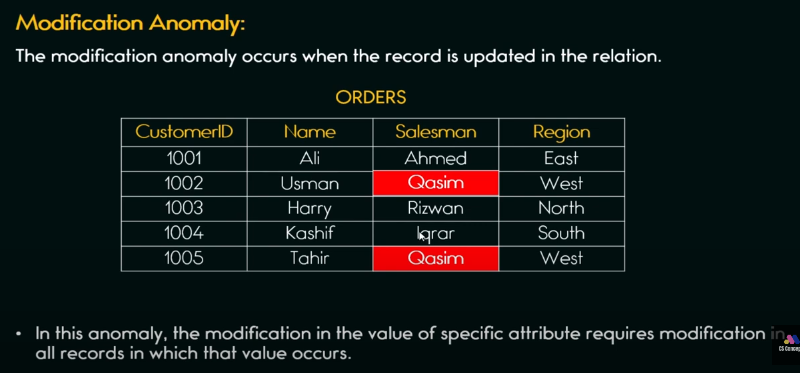 Modification Anomaly:
The modification anomaly occurs when the record is updated in the relation.
ORDERS
CustomerID Name Salesman Region
1001 Ali Ahmed East
1002 Usman Qasim West
1003 Harry Rizwan North
1004 Kashif Iqrar South
1005 Tahir Qasim West
• In this anomaly, the modification in the value of specific attribute requires modification in
all records in which that value occurs.